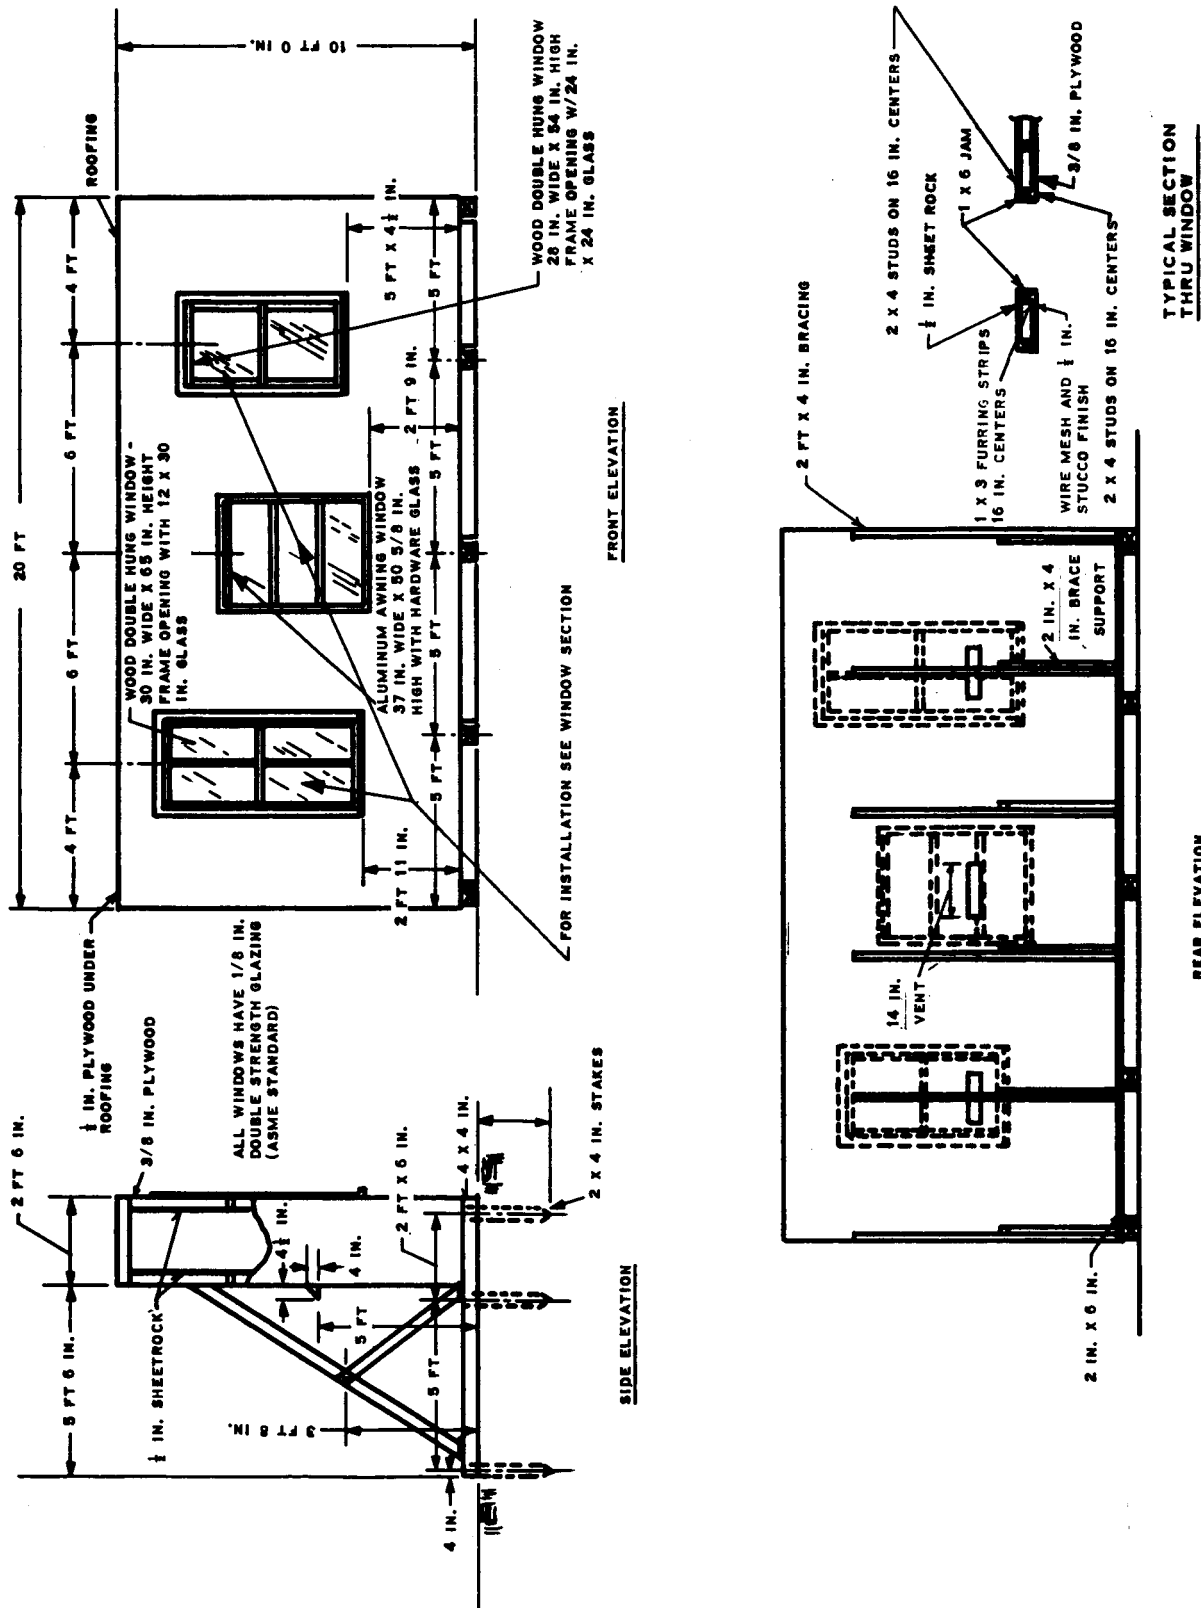 20 FT
4 FT
6 FT
6 FT
4 FT
ROOFING
10 FT 0 IN.
½ IN. PLYWOOD UNDER
ROOFING
WOOD DOUBLE HUNG WINDOW -
30 IN. WIDE X 65 IN. HEIGHT
FRAME OPENING WITH 12 X 30
IN. GLASS
ALUMINUM AWNING WINDOW
37 IN. WIDE X 50 5/8 IN.
HIGH WITH HARDWARE GLASS
WOOD DOUBLE HUNG WINDOW
28 IN. WIDE X 54 IN. HIGH
FRAME OPENING W/24 IN.
X 24 IN. GLASS
2 FT 11 IN.
2 FT 9 IN.
5 FT X 4½ IN.
5 FT
5 FT
5 FT
5 FT
FOR INSTALLATION SEE WINDOW SECTION
FRONT ELEVATION
5 FT 6 IN.
2 FT 6 IN.
½ IN. SHEETROCK
3/8 IN. PLYWOOD
ALL WINDOWS HAVE 1/8 IN.
DOUBLE STRENGTH GLAZING
(ASME STANDARD)
4½ IN.
4 IN.
5 FT
3 FT 8 IN.
5 FT
2 FT X 6 IN.
4 X 4 IN.
4 IN.
2 X 4 IN. STAKES
SIDE ELEVATION
14 IN.
VENT
2 IN. X 4
IN. BRACE
SUPPORT
2 FT X 4 IN. BRACING
2 IN. X 6 IN.
REAR ELEVATION
2 X 4 STUDS ON 16 IN. CENTERS
½ IN. SHEET ROCK
1 X 6 JAM
1 X 3 FURRING STRIPS
16 IN. CENTERS
WIRE MESH AND ½ IN.
STUCCO FINISH
2 X 4 STUDS ON 16 IN. CENTERS
3/8 IN. PLYWOOD
TYPICAL SECTION
THRU WINDOW